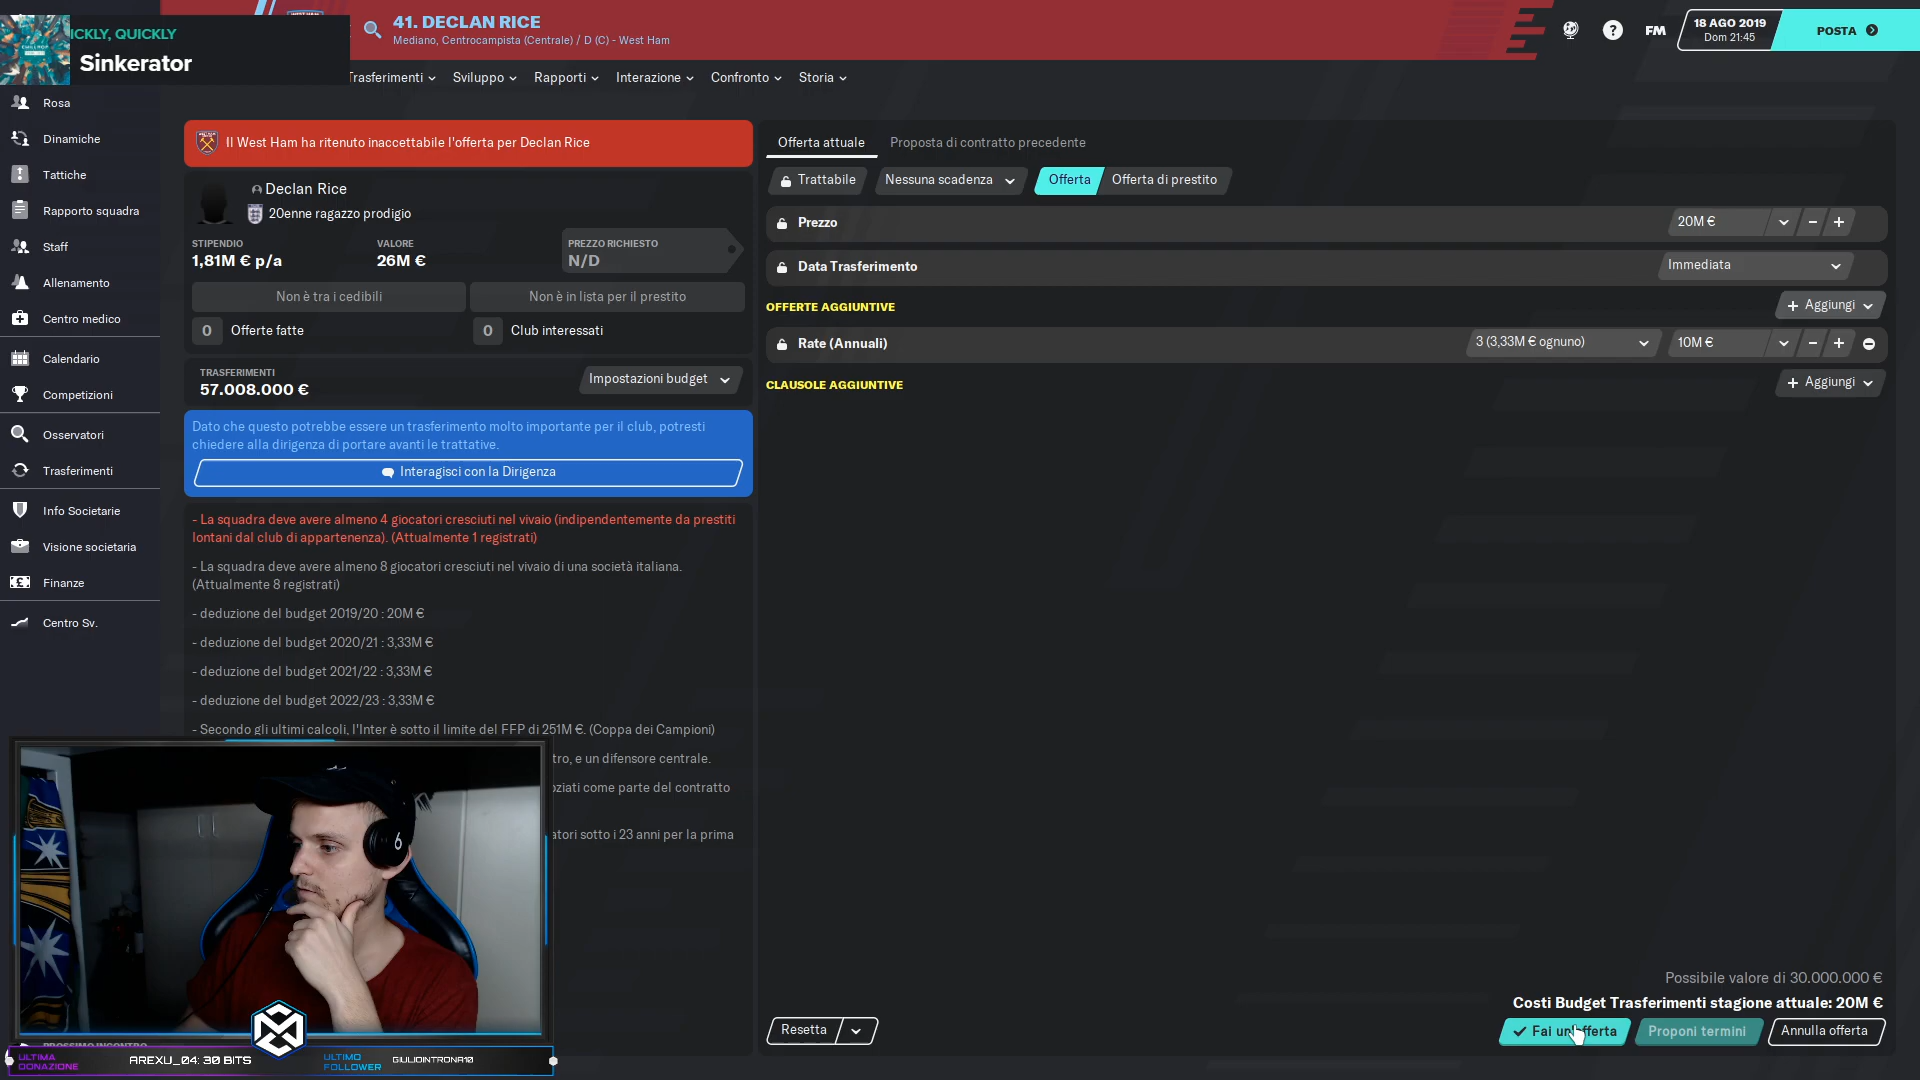 ICKLY, QUICKLY
Sinkerator
41. DECLAN RICE
Mediano, Centrocampista (Centrale) / D (C) - West Ham
FM
18 AGO 2019
Dom 21:45
POSTA
Trasferimenti
Sviluppo
Rapporti
Interazione
Confronto
Storia
Rosa
Dinamiche
Tattiche
Rapporto squadra
Staff
Allenamento
Centro medico
Calendario
Competizioni
Osservatori
Trasferimenti
Info Societarie
Visione societaria
Finanze
Centro Sv.
Il West Ham ha ritenuto inaccettabile l'offerta per Declan Rice
Declan Rice
20enne ragazzo prodigio
STIPENDIO
1,81M € p/a
VALORE
26M €
PREZZO RICHIESTO
N/D
Non è tra i cedibili
Non è in lista per il prestito
0 Offerte fatte
0 Club interessati
TRASFERIMENTI
57.008.000 €
Impostazioni budget
Dato che questo potrebbe essere un trasferimento molto importante per il club, potresti
chiedere alla dirigenza di portare avanti le trattative.
Interagisci con la Dirigenza
- La squadra deve avere almeno 4 giocatori cresciuti nel vivaio (indipendentemente da prestiti
lontani dal club di appartenenza). (Attualmente 1 registrati)
- La squadra deve avere almeno 8 giocatori cresciuti nel vivaio di una società italiana.
(Attualmente 8 registrati)
- deduzione del budget 2019/20 : 20M €
- deduzione del budget 2020/21 : 3,33M €
- deduzione del budget 2021/22 : 3,33M €
- deduzione del budget 2022/23 : 3,33M €
- Secondo gli ultimi calcoli, l'Inter è sotto il limite del FFP di 251M €. (Coppa dei Campioni)
tro, e un difensore centrale.
oziati come parte del contratto
atori sotto i 23 anni per la prima
Offerta attuale
Proposta di contratto precedente
Trattabile
Nessuna scadenza
Offerta
Offerta di prestito
Prezzo
20M €
Data Trasferimento
Immediata
OFFERTE AGGIUNTIVE
Aggiungi
Rate (Annuali)
3 (3,33M € ognuno)
10M €
CLAUSOLE AGGIUNTIVE
Aggiungi
Possibile valore di 30.000.000 €
Costi Budget Trasferimenti stagione attuale: 20M €
Resetta
Fai un'offerta
Proponi termini
Annulla offerta
PROSSIMO INCONTRO
ULTIMA
DONAZIONE
AREXU_04: 30 BITS
ULTIMO
FOLLOWER
GIULIOINTRONA10